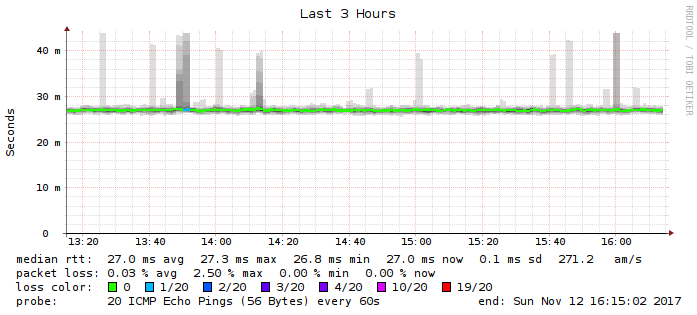 Last 3 Hours
RRDTOOL / TOBI OETIKER
Seconds
40 m
30 m
20 m
10 m
0
13:20 13:40 14:00 14:20 14:40 15:00 15:20 15:40 16:00
median rtt: 27.0 ms avg 27.3 ms max 26.8 ms min 27.0 ms now 0.1 ms sd 271.2 am/s
packet loss: 0.03 % avg 2.50 % max 0.00 % min 0.00 % now
loss color: 0 1/20 2/20 3/20 4/20 10/20 19/20
probe: 20 ICMP Echo Pings (56 Bytes) every 60s end: Sun Nov 12 16:15:02 2017